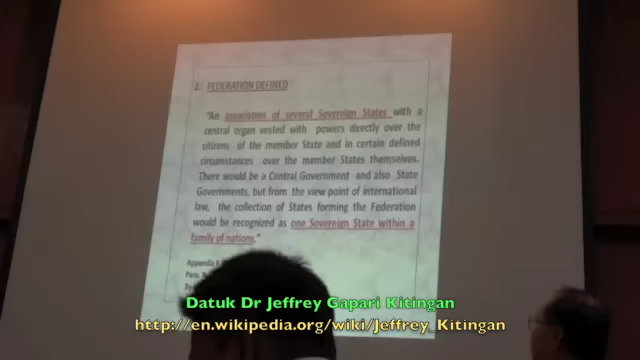 2. FEDERATION DEFINED
"An association of several Sovereign States with a
central organ vested with powers directly over the
citizens of the member State and in certain defined
circumstances over the member States themselves.
There would be a Central Government and also State
Governments, but from the view point of international
law, the collection of States forming the Federation
would be recognized as one Sovereign State within a
family of nations."
Appendix
Para.
By
Datuk Dr Jeffrey Gapari Kitingan
http://en.wikipedia.org/wiki/Jeffrey_Kitingan